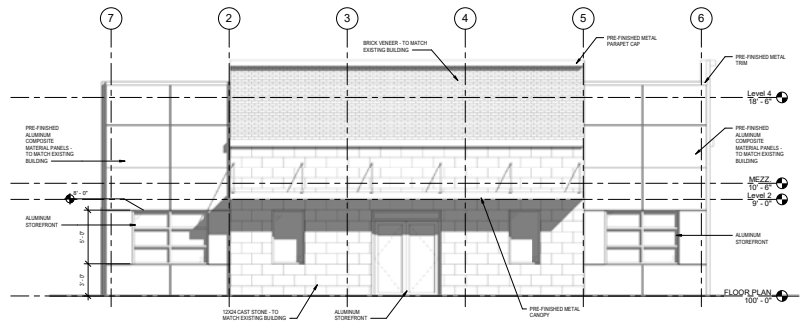 7
2
3
4
5
6
BRICK VENEER - TO MATCH
EXISTING BUILDING
PRE-FINISHED METAL
PARAPET CAP
PRE-FINISHED METAL
TRIM
Level 4
18' - 6"
PRE-FINISHED
ALUMINUM
COMPOSITE
MATERIAL PANELS -
TO MATCH EXISTING
BUILDING
PRE-FINISHED
ALUMINUM
COMPOSITE
MATERIAL PANELS -
TO MATCH EXISTING
BUILDING
MEZZ.
10' - 6"
Level 2
9' - 0"
8' - 0"
ALUMINUM
STOREFRONT
5' - 0"
3' - 0"
ALUMINUM
STOREFRONT
FLOOR PLAN
100' - 0"
12X24 CAST STONE - TO
MATCH EXISTING BUILDING
ALUMINUM
STOREFRONT
PRE-FINISHED METAL
CANOPY